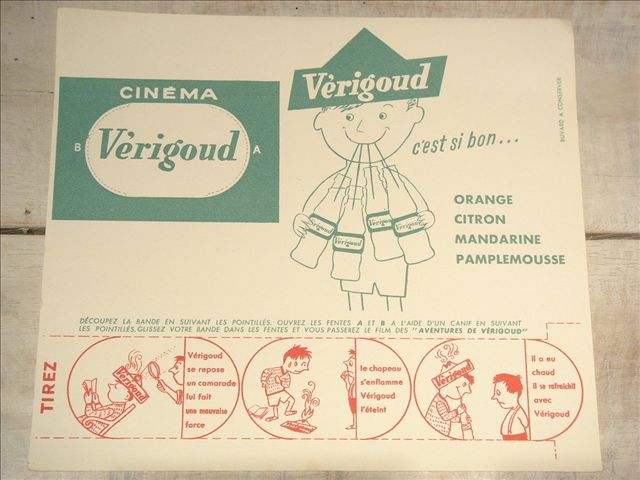 CINÉMA
B
Vérigoud
A
Vérigoud
c'est si bon...
BUVARD A CONSERVER
Vérigoud
Vérigoud
Vérigoud
Vérigoud
ORANGE
CITRON
MANDARINE
PAMPLEMOUSSE
DÉCOUPEZ LA BANDE EN SUIVANT LES POINTILLÉS. OUVREZ LES FENTES A ET B A L'AIDE D'UN CANIF EN SUIVANT
LES POINTILLÉS, GLISSEZ VOTRE BANDE DANS LES FENTES ET VOUS PASSEREZ LE FILM DES "AVENTURES DE VÉRIGOUD"
TIREZ
Vérigoud
Vérigoud
se repose
un camarade
lui fait
une mauvaise
farce
le chapeau
s'enflamme
Vérigoud
l'éteint
Vérigoud
Il a eu
chaud
il se rafraîchit
avec
Vérigoud